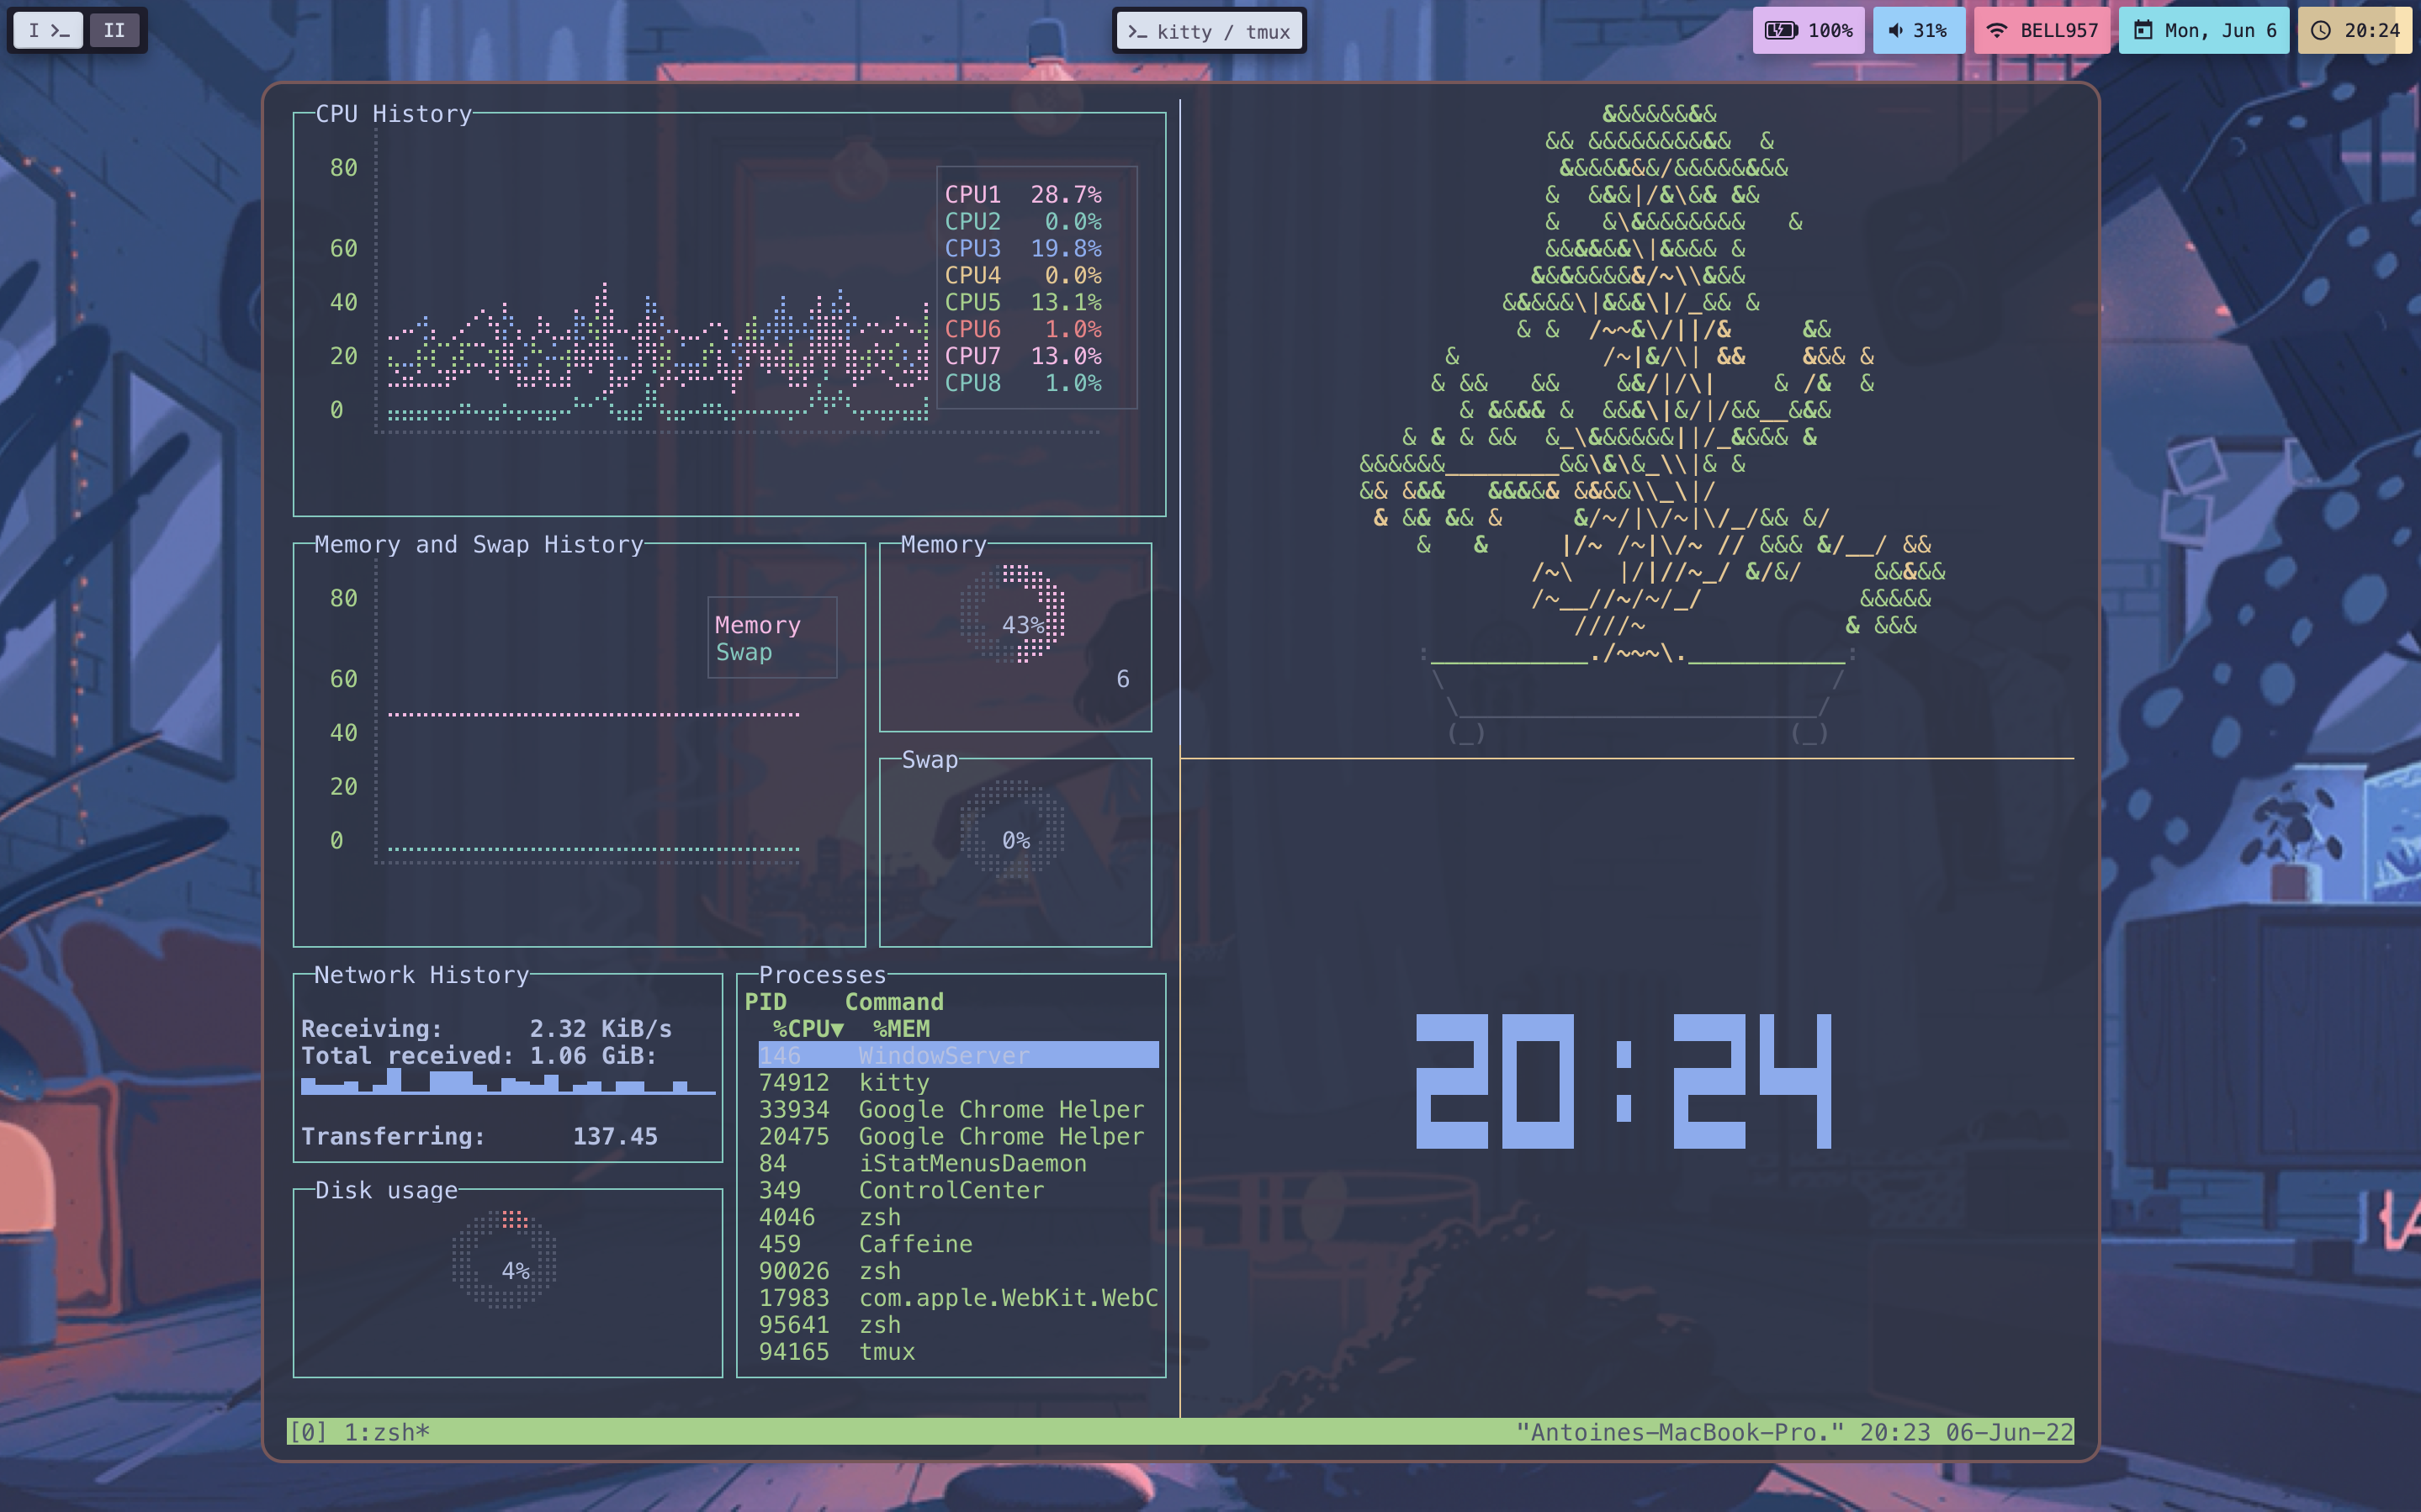 I >_
II
>_ kitty / tmux
100%
31%
BELL957
Mon, Jun 6
20:24
CPU History
80
60
40
20
0
CPU1 28.7%
CPU2 0.0%
CPU3 19.8%
CPU4 0.0%
CPU5 13.1%
CPU6 1.0%
CPU7 13.0%
CPU8 1.0%
Memory and Swap History
80
60
40
20
0
Memory
Swap
Memory
43%
6
Swap
0%
Network History
Receiving: 2.32 KiB/s
Total received: 1.06 GiB:
Transferring: 137.45
Disk usage
4%
Processes
PID Command
%CPU▼ %MEM
146 WindowServer
74912 kitty
33934 Google Chrome Helper
20475 Google Chrome Helper
84 iStatMenusDaemon
349 ControlCenter
4046 zsh
459 Caffeine
90026 zsh
17983 com.apple.WebKit.WebC
95641 zsh
94165 tmux
20:24
[0] 1:zsh*
"Antoines-MacBook-Pro." 20:23 06-Jun-22